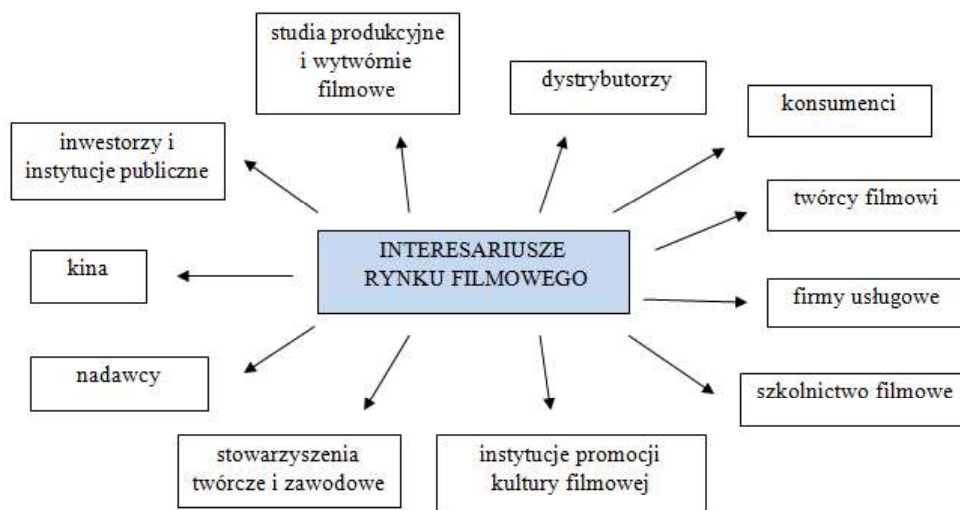 studia produkcyjne
i wytwórnie
filmowe
dystrybutorzy
konsumenci
inwestorzy i
instytucje publiczne
twórcy filmowi
INTERESARIUSZE
RYNKU FILMOWEGO
kina
firmy usługowe
nadawcy
szkolnictwo filmowe
stowarzyszenia
twórcze i zawodowe
instytucje promocji
kultury filmowej